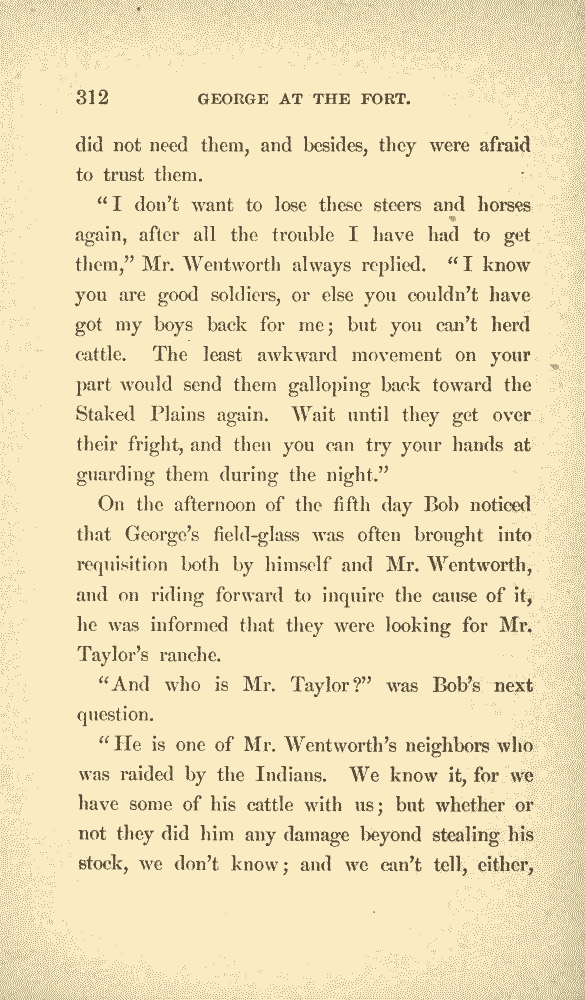 312 GEORGE AT THE FORT.
did not need them, and besides, they were afraid
to trust them.
“I don’t want to lose these steers and horses
again, after all the trouble I have had to get
them,” Mr. Wentworth always replied. “I know
you are good soldiers, or else you couldn’t have
got my boys back for me; but you can’t herd
cattle. The least awkward movement on your
part would send them galloping back toward the
Staked Plains again. Wait until they get over
their fright, and then you can try your hands at
guarding them during the night.”
On the afternoon of the fifth day Bob noticed
that George’s field-glass was often brought into
requisition both by himself and Mr. Wentworth,
and on riding forward to inquire the cause of it,
he was informed that they were looking for Mr.
Taylor’s ranche.
“And who is Mr. Taylor?” was Bob’s next
question.
“He is one of Mr. Wentworth’s neighbors who
was raided by the Indians. We know it, for we
have some of his cattle with us; but whether or
not they did him any damage beyond stealing his
stock, we don’t know; and we can’t tell, either,